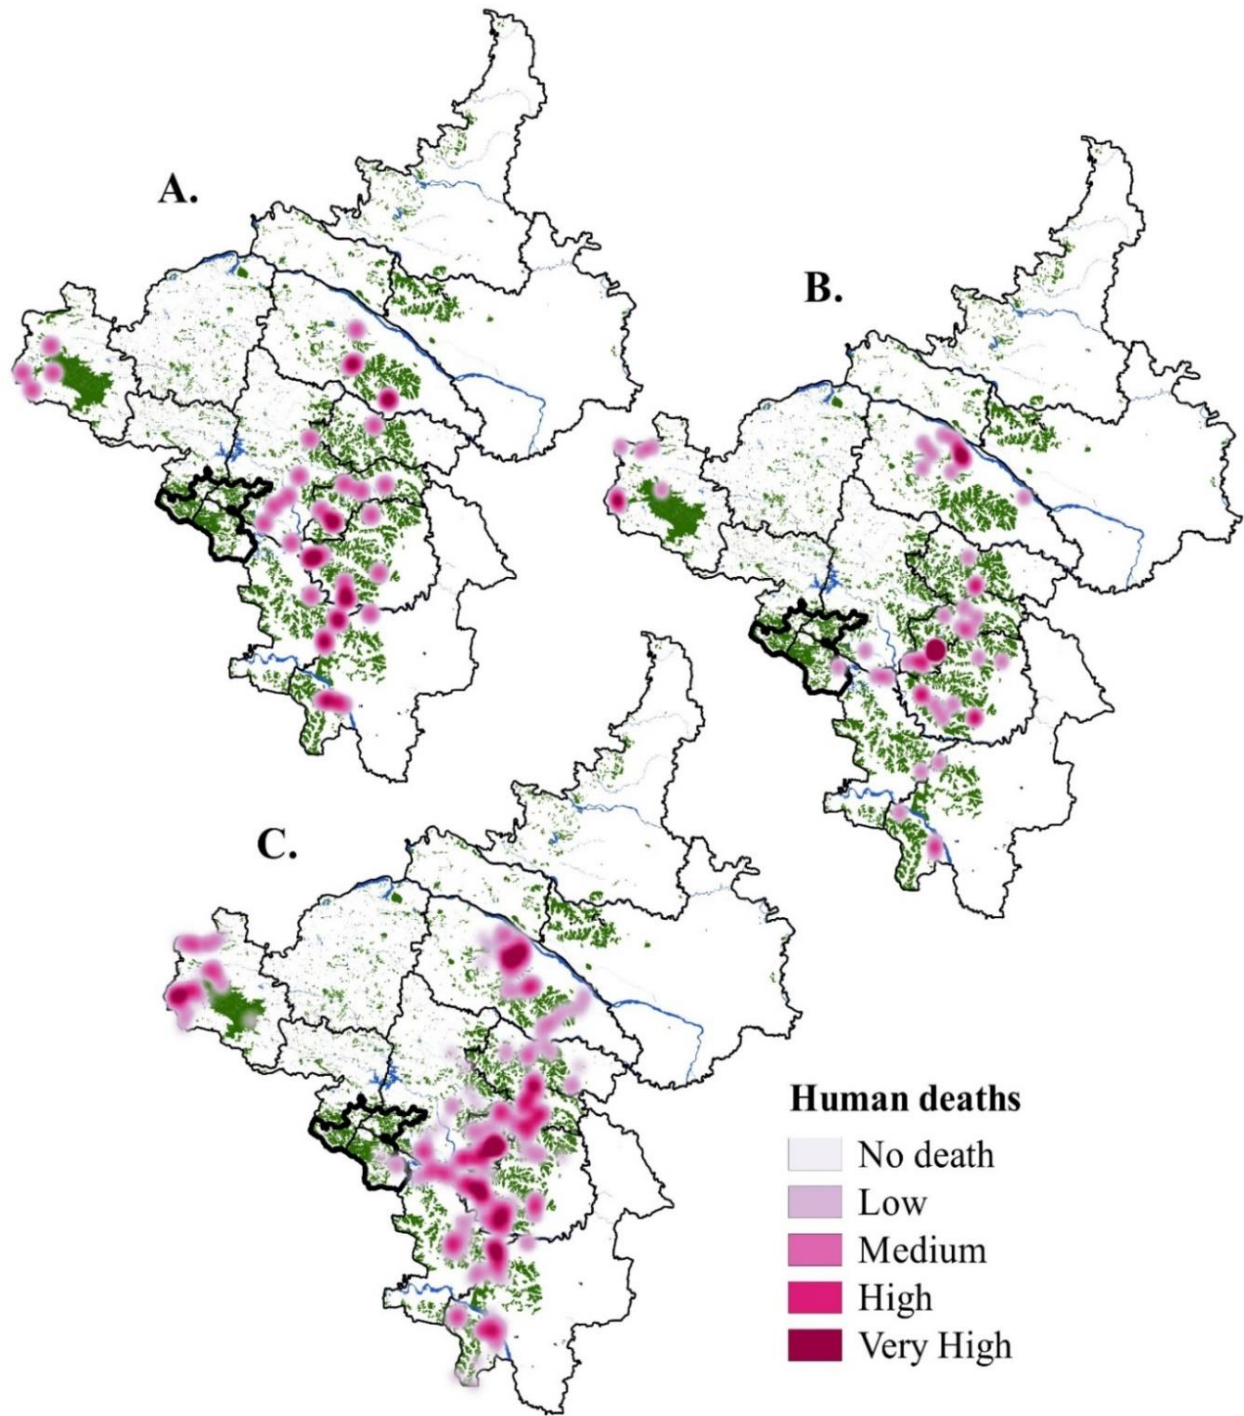 A.
B.
C.
Human deaths
No death
Low
Medium
High
Very High